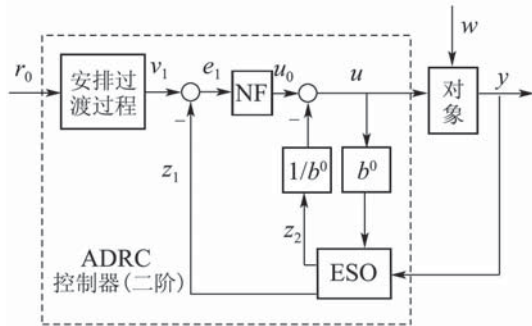 w
r₀
安排过
渡过程
v₁
e₁
NF
u₀
u
对
象
y
−
−
z₁
1/b⁰
b⁰
z₂
ESO
ADRC
控制器(二阶)